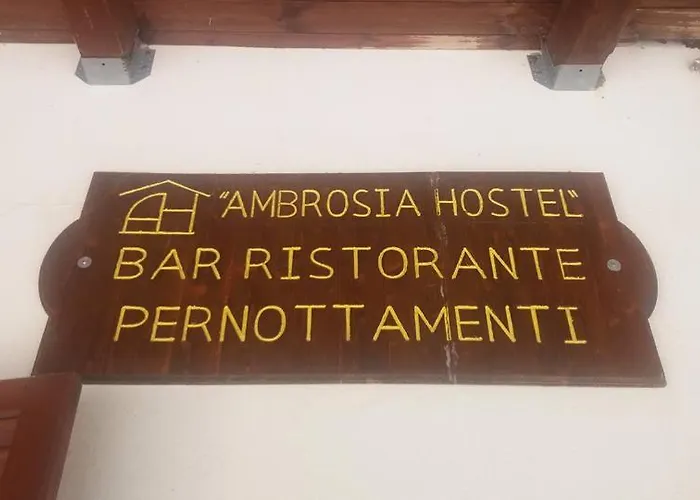 "AMBROSIA HOSTEL"
BAR RISTORANTE
PERNOTTAMENTI